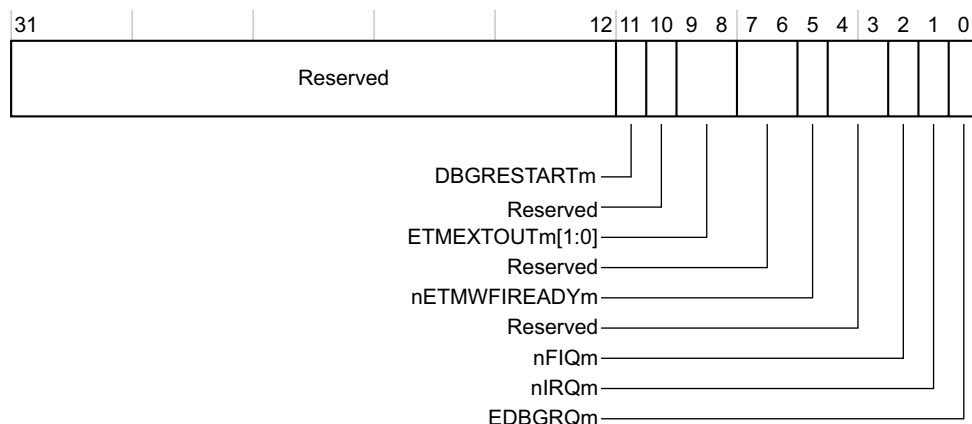 31 12 11 10 9 8 7 6 5 4 3 2 1 0
Reserved
DBGRESTARTm
Reserved
ETMEXTOUTm[1:0]
Reserved
nETMWFIREADYm
Reserved
nFIQm
nIRQm
EDBGRQm